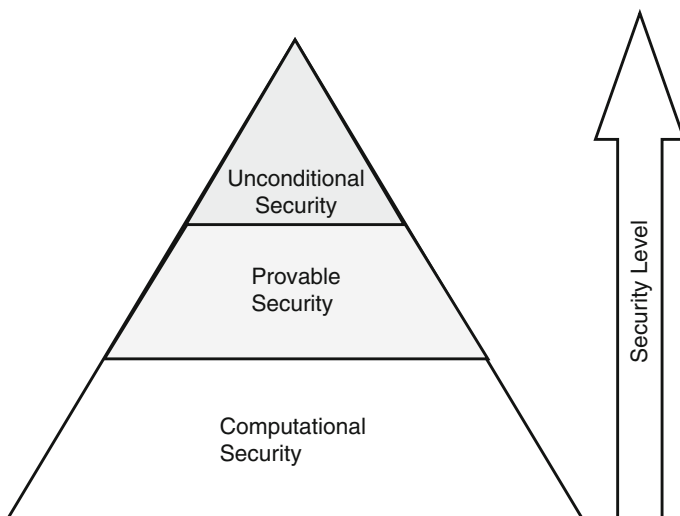 Unconditional
Security
Provable
Security
Computational
Security
Security Level